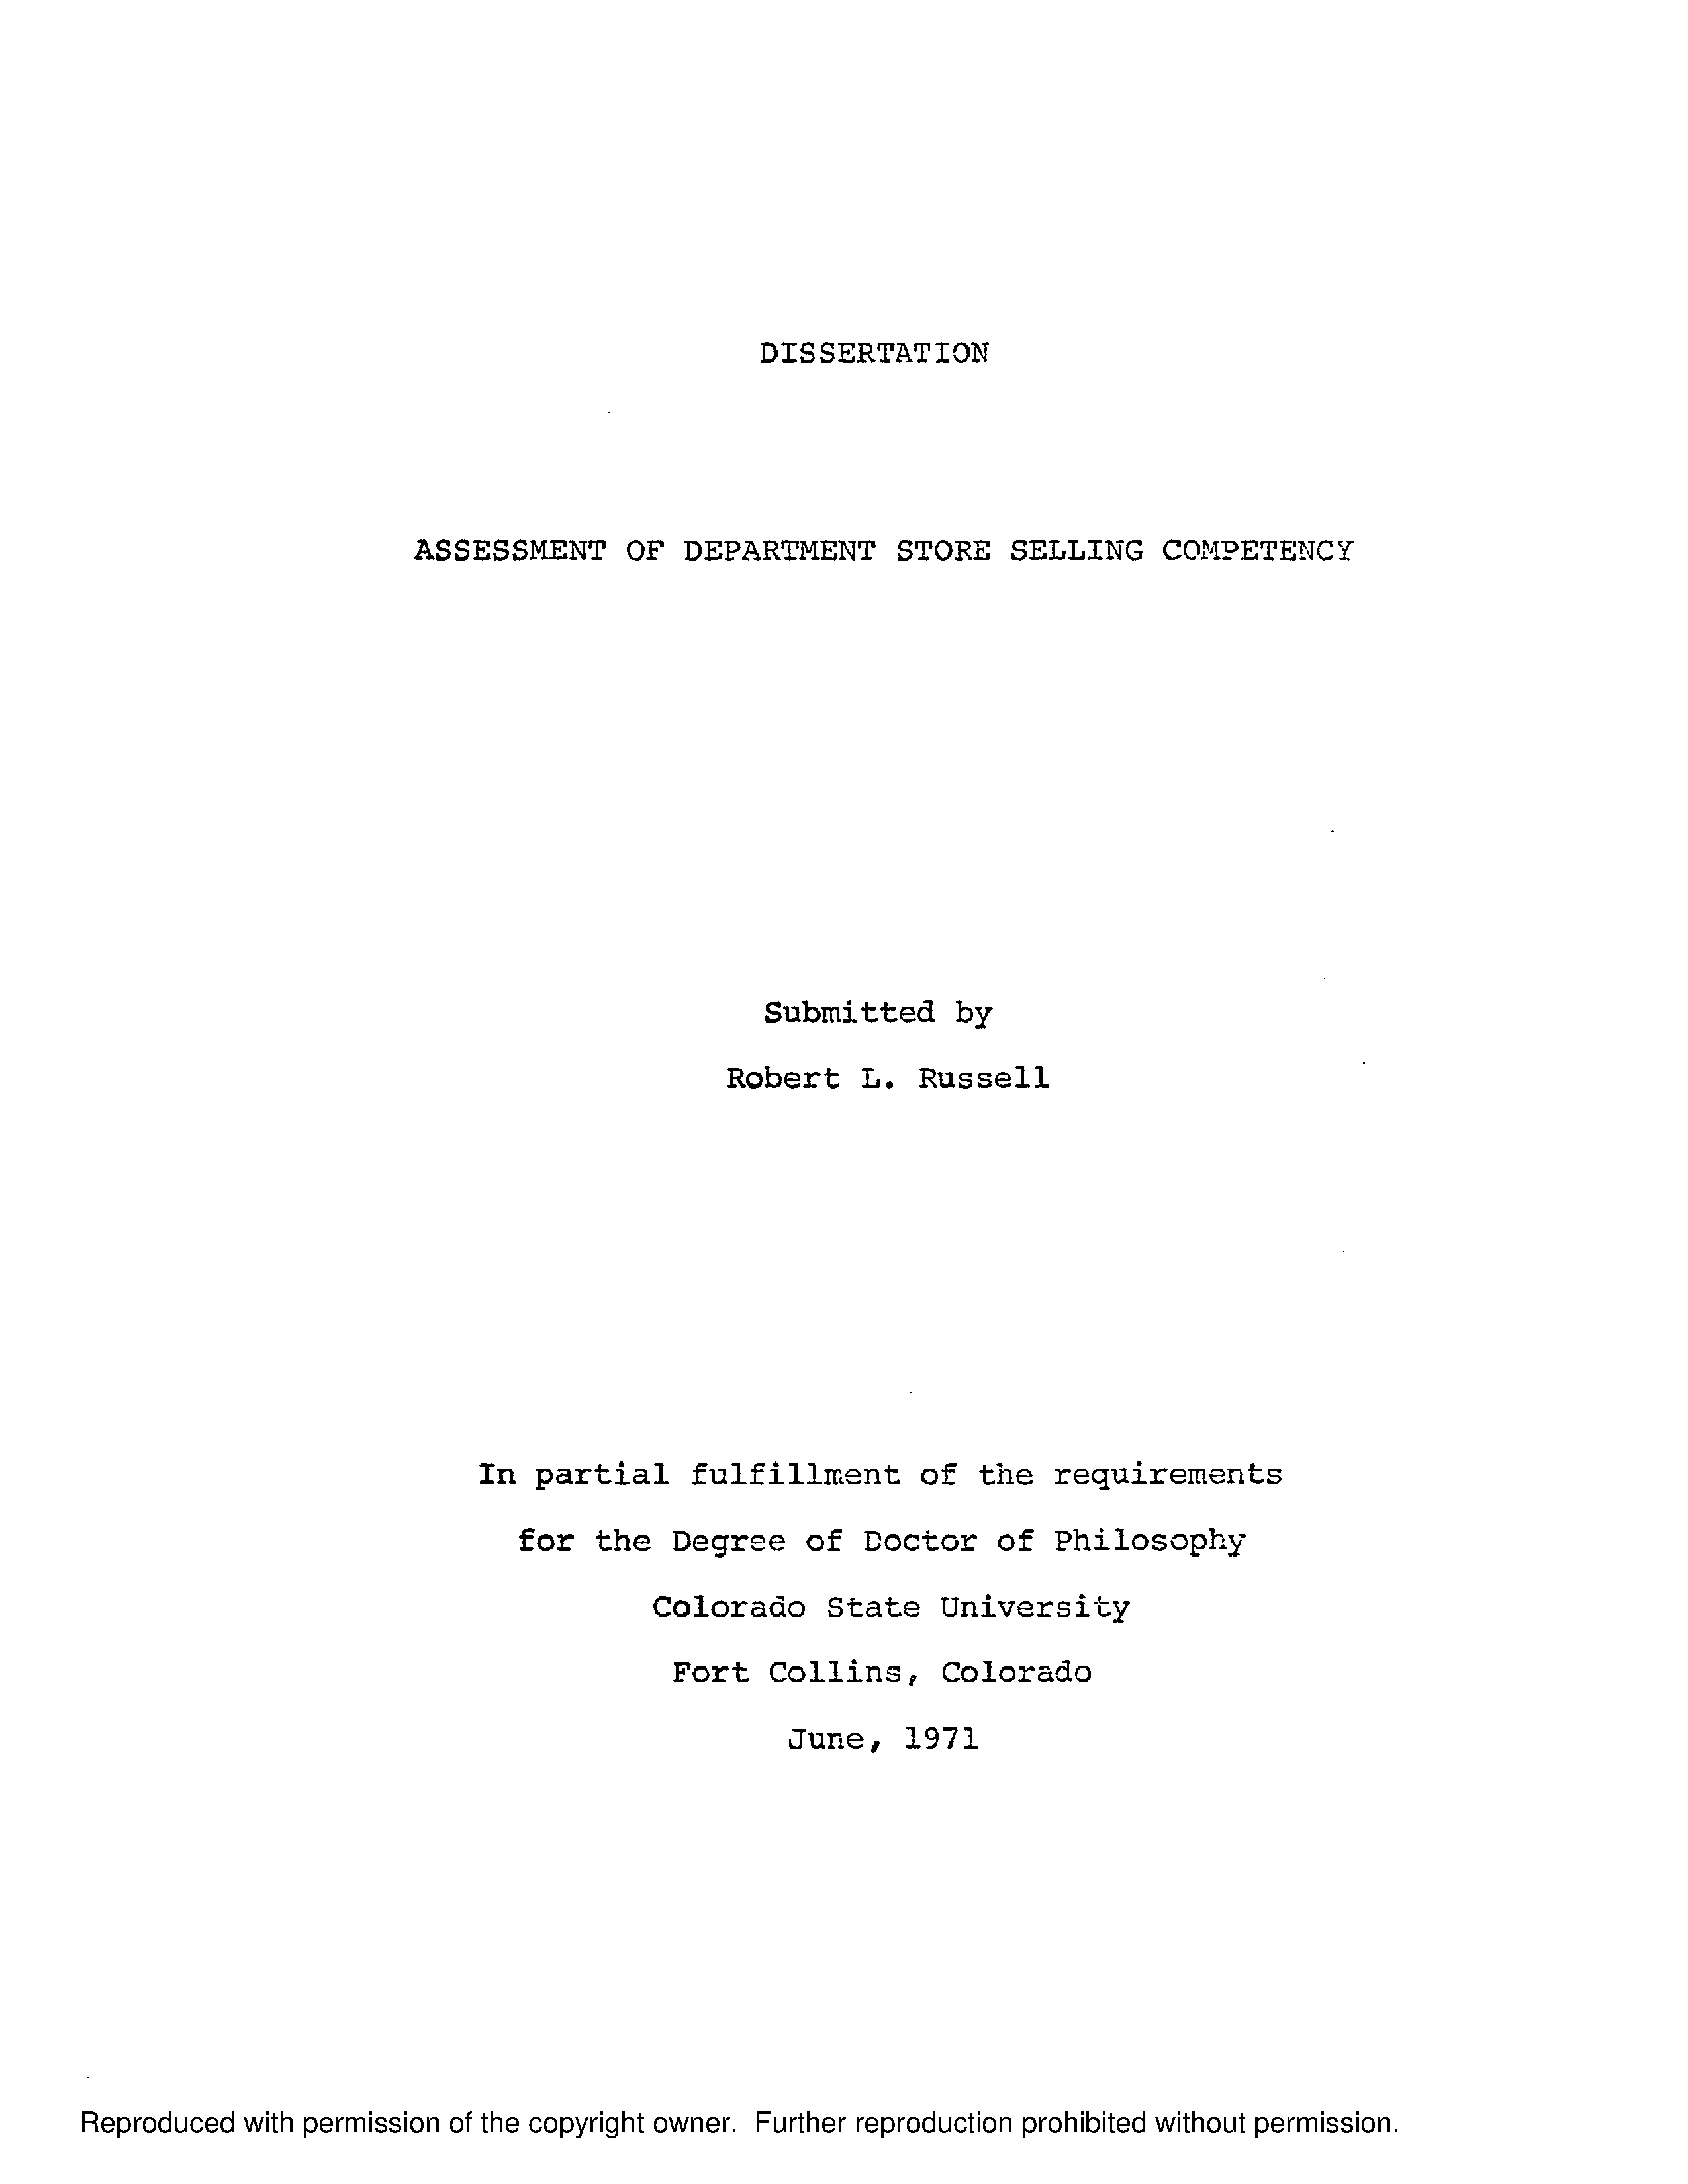 DISSERTATION
ASSESSMENT OF DEPARTMENT STORE SELLING COMPETENCY
Submitted by
Robert L. Russell
In partial fulfillment of the requirements
for the Degree of Doctor of Philosophy
Colorado State University
Fort Collins, Colorado
June, 1971
Reproduced with permission of the copyright owner. Further reproduction prohibited without permission.